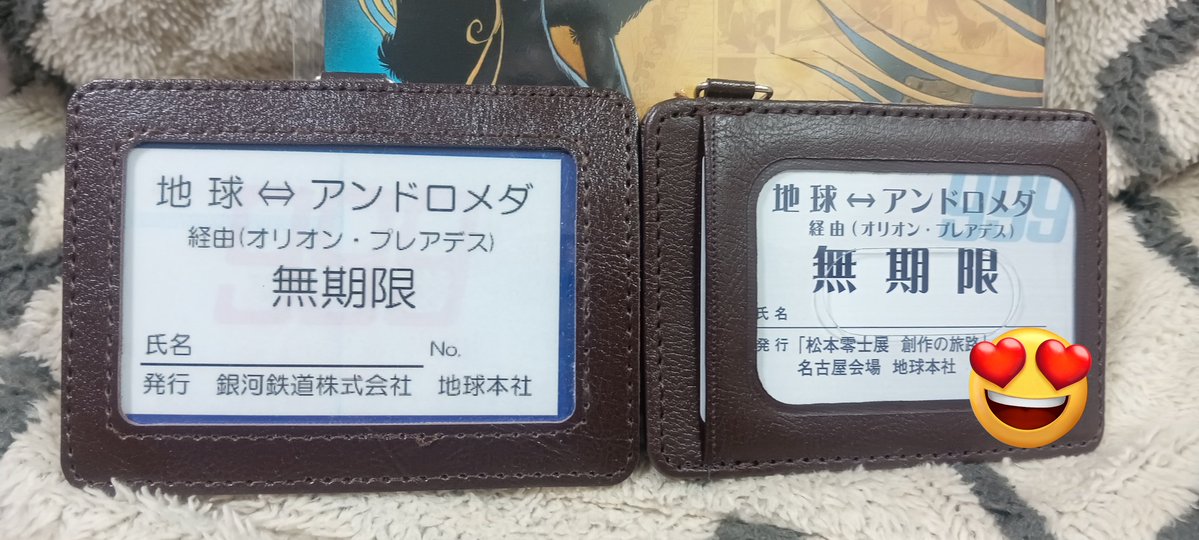 地球⇔アンドロメダ
経由(オリオン・プレアデス)
無期限
氏名
No.
発行 銀河鉄道株式会社 地球本社
999
地球↔アンドロメダ
経由(オリオン・プレアデス)
無期限
氏名
発行「松本零士展 創作の旅路」
名古屋会場 地球本社